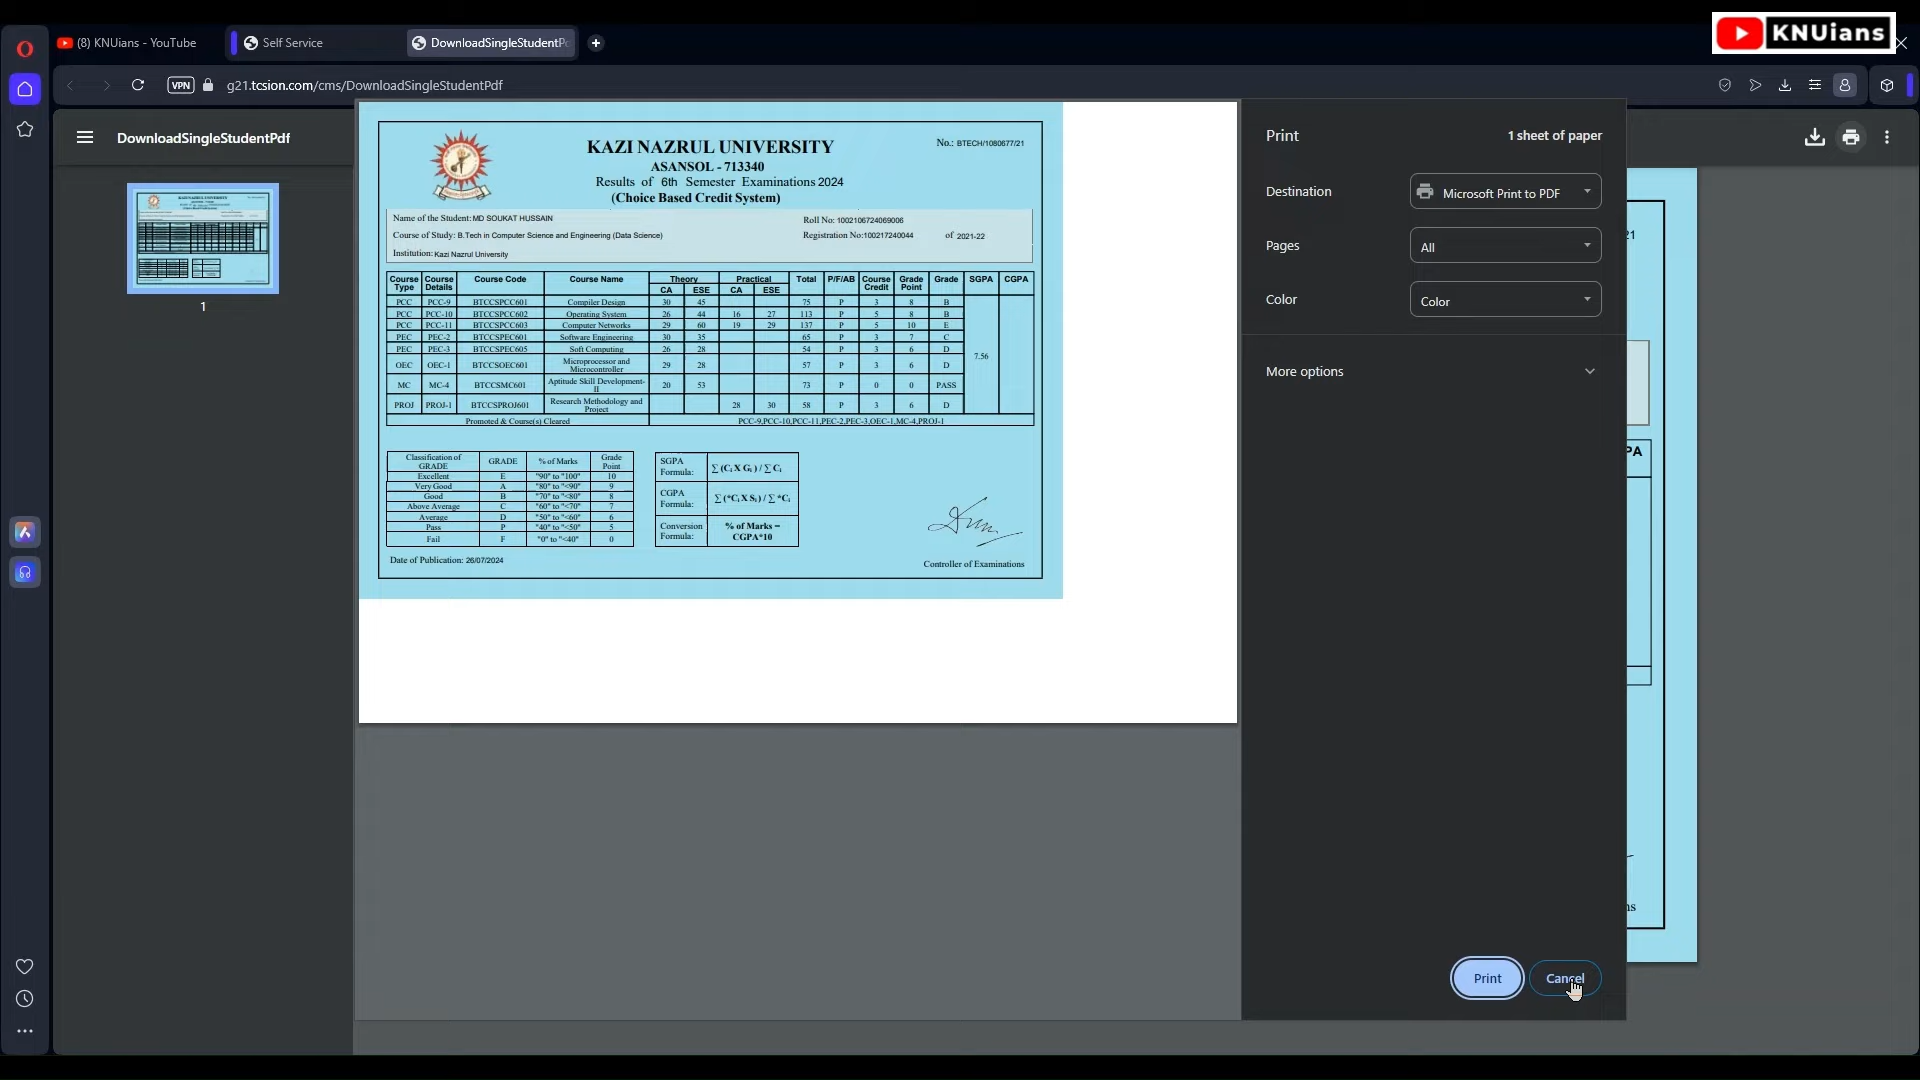 KNUians
(8) KNUians - YouTube
Self Service
DownloadSingleStudentP
VPN
g21.tcsion.com/cms/DownloadSingleStudentPdf
DownloadSingleStudentPdf
1
KAZI NAZRUL UNIVERSITY
ASANSOL - 713340
Results of 6th Semester Examinations 2024
(Choice Based Credit System)
No.: BTECH/1080677/21
Name of the Student: MD SOUKAT HUSSAIN
Roll No: 1002106724069006
Course of Study: B.Tech in Computer Science and Engineering (Data Science)
Registration No:100217240044 of 2021-22
Institution: Kazi Nazrul University
Course Type Course Details Course Code Course Name Theory Practical Total P/F/AB Course Credit Grade Point Grade SGPA CGPA
CA ESE CA ESE
PCC PCC-9 BTCCSPCC601 Compiler Design 30 45 75 P 3 8 B
PCC PCC-10 BTCCSPCC602 Operating System 26 44 16 27 113 P 5 8 B
PCC PCC-11 BTCCSPCC603 Computer Networks 29 60 19 29 137 P 5 10 E
PEC PEC-2 BTCCSPEC601 Software Engineering 30 35 65 P 3 7 C
PEC PEC-3 BTCCSPEC605 Soft Computing 26 28 54 P 3 6 D
7.56
OEC OEC-1 BTCCSOEC601 Microprocessor and Microcontroller 29 28 57 P 3 6 D
MC MC-4 BTCCSMC601 Aptitude Skill Development-II 20 53 73 P 0 0 PASS
PROJ PROJ-1 BTCCSPROJ601 Research Methodology and Project 28 30 58 P 3 6 D
Promoted & Course(s) Cleared PCC-9,PCC-10,PCC-11,PEC-2,PEC-3,OEC-1,MC-4,PROJ-1
Classification of GRADE GRADE % of Marks Grade Point
Excellent E "90" to "100" 10
Very Good A "80" to "<90" 9
Good B "70" to "<80" 8
Above Average C "60" to "<70" 7
Average D "50" to "<60" 6
Pass P "40" to "<50" 5
Fail F "0" to "<40" 0
SGPA Formula: ∑ (Cᵢ X Gᵢ ) / ∑ Cᵢ
CGPA Formula: ∑ (*Cᵢ X Sᵢ) / ∑ *Cᵢ
Conversion Formula: % of Marks = CGPA*10
Date of Publication: 26/07/2024
Controller of Examinations
Print
1 sheet of paper
Destination
Microsoft Print to PDF
Pages
All
Color
Color
More options
Print
Cancel
21
PA
ns